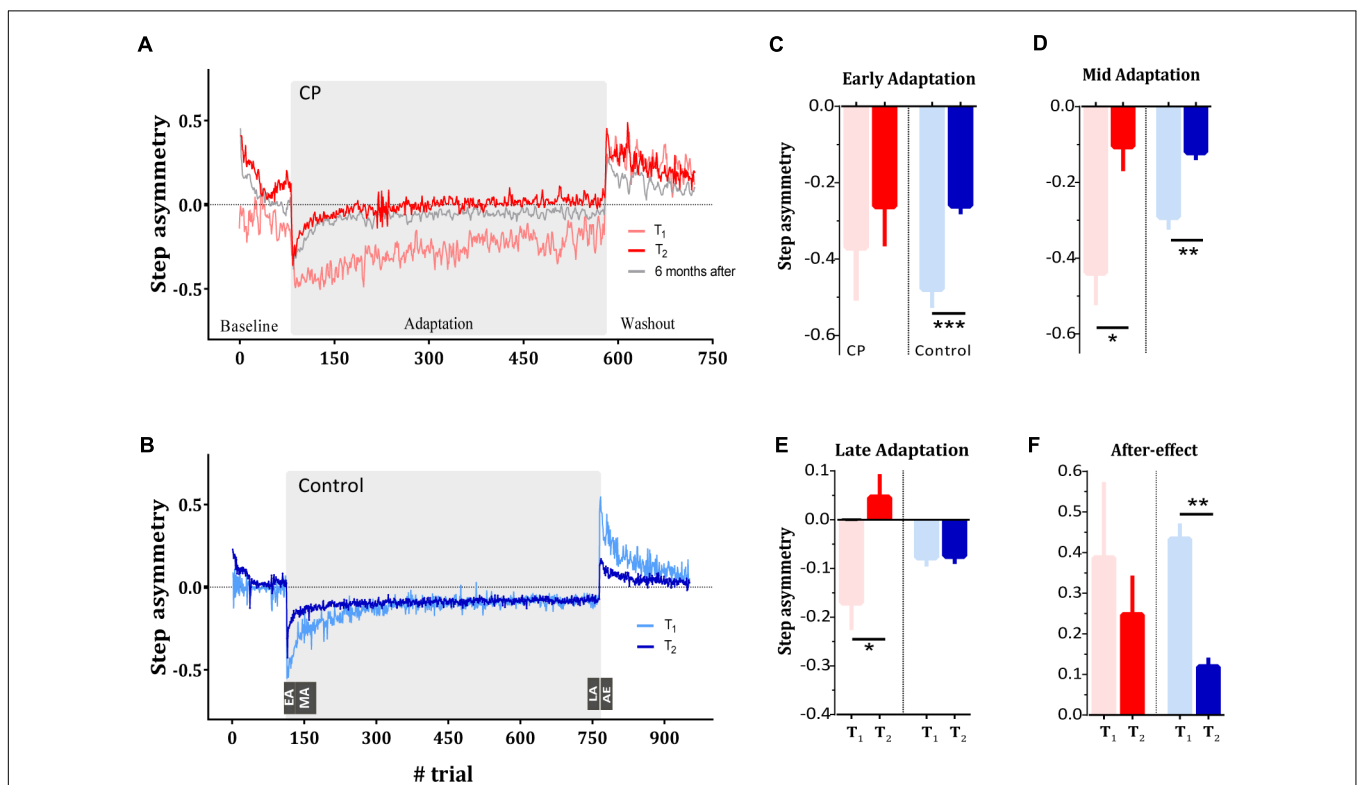 A
CP
Step asymmetry
0.5
0.0
-0.5
T1
T2
6 months after
Baseline
Adaptation
Washout
0
150
300
450
600
750
B
Control
Step asymmetry
0.5
0.0
-0.5
T1
T2
EA
MA
LA
AE
0
150
300
450
600
750
900
# trial
C
Early Adaptation
Step asymmetry
0.0
-0.2
-0.4
-0.6
***
CP
Control
D
Mid Adaptation
0.0
-0.2
-0.4
-0.6
**
*
E
Late Adaptation
Step asymmetry
0.1
0.0
-0.1
-0.2
-0.3
-0.4
*
T1 T2 T1 T2
F
After-effect
0.6
0.5
0.4
0.3
0.2
0.1
0.0
**
T1 T2 T1 T2